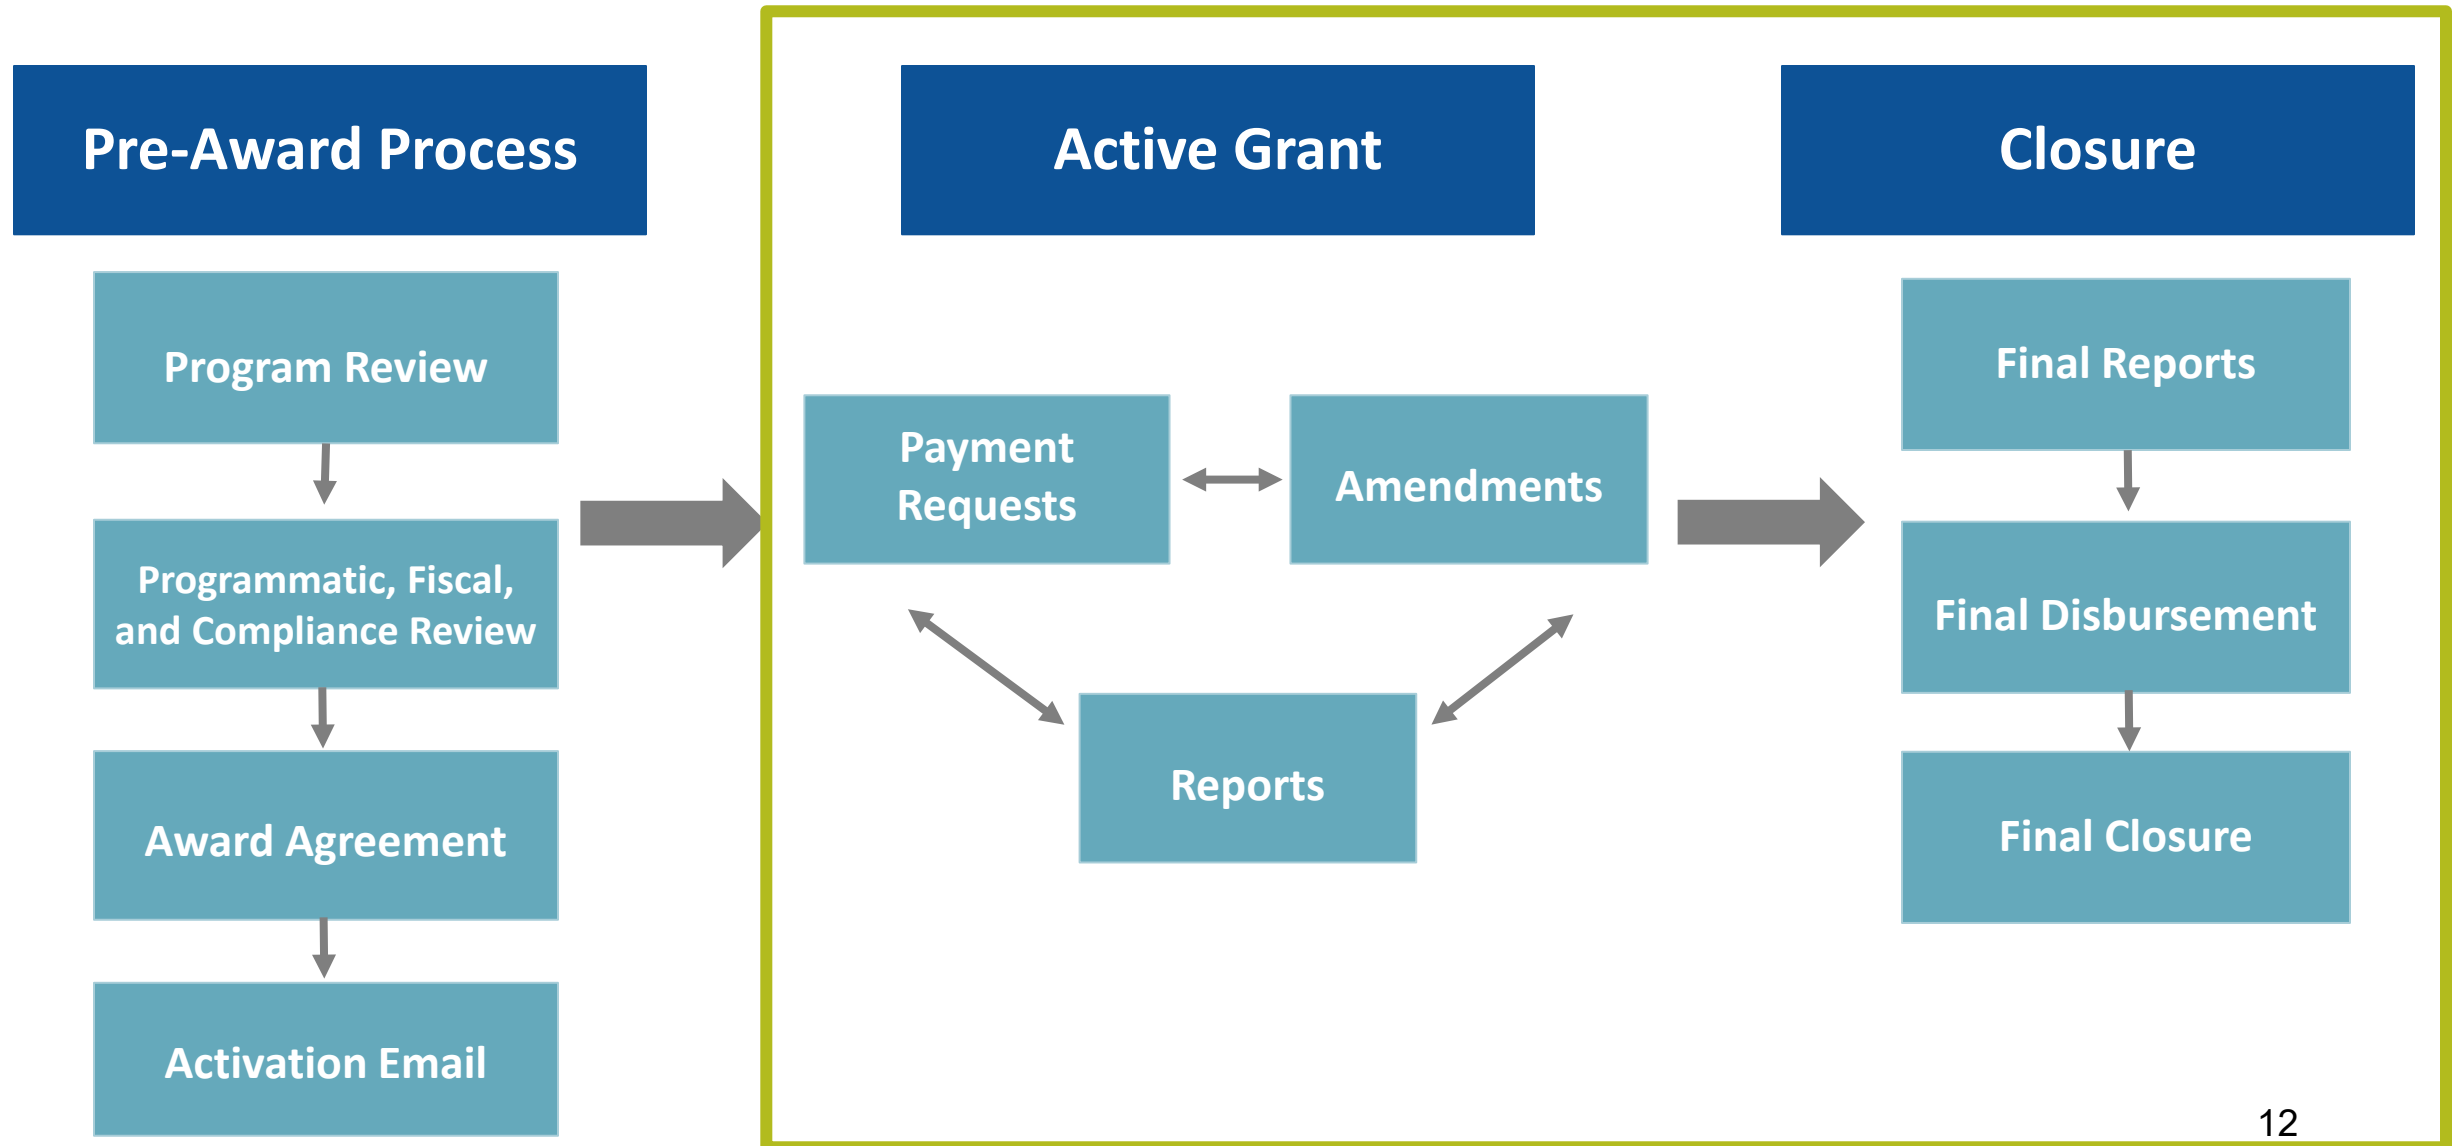 Pre-Award Process
Program Review
Programmatic, Fiscal,
and Compliance Review
Award Agreement
Activation Email
Active Grant
Payment
Requests
Amendments
Reports
Closure
Final Reports
Final Disbursement
Final Closure
12